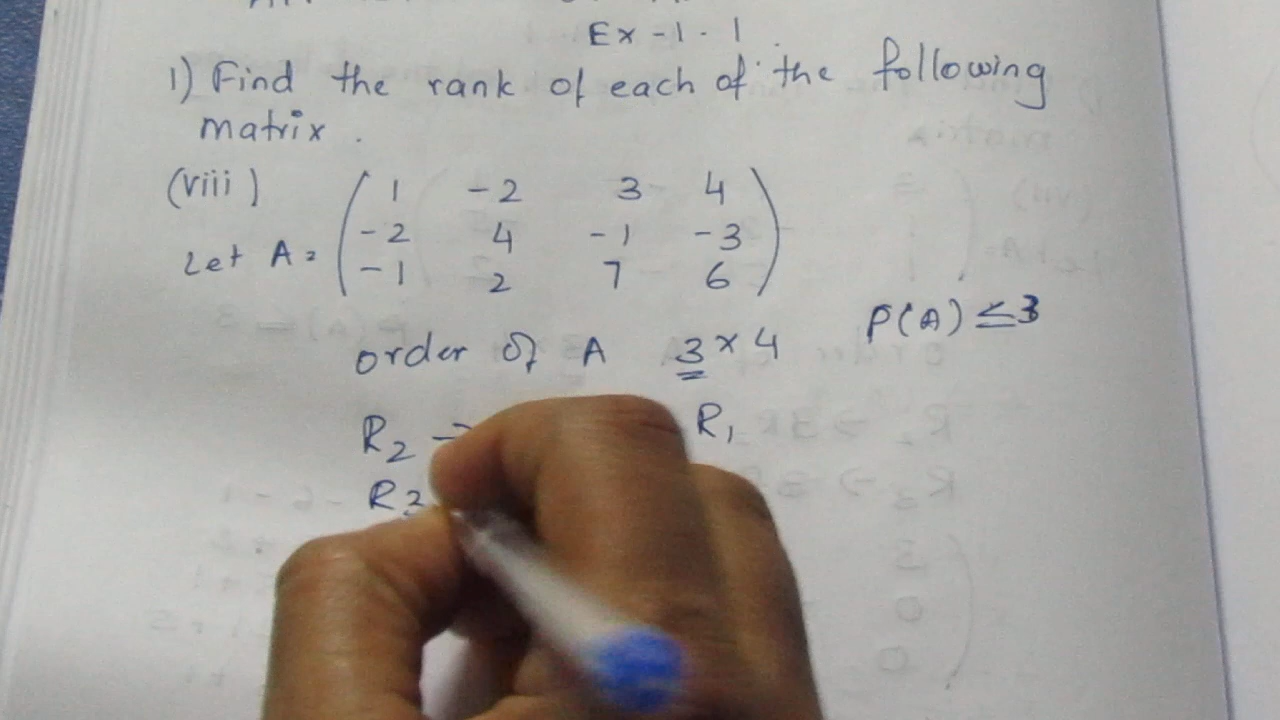 Ex - 1 . 1
1) Find the rank of each of the following
matrix .
(viii)
Let A =
1 -2 3 4
-2 4 -1 -3
-1 2 7 6
P(A) ≤ 3
order of A 3 x 4
R2 → R1
R3